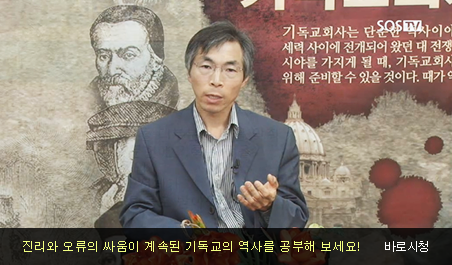 SOSTV
기독교회사는 단순한
세력 사이에 전개되어 왔던 대 전쟁
시야를 가지게 될 때, 기독교회사
위해 준비할 수 있을 것이다. 때가
진리와 오류의 싸움이 계속된 기독교의 역사를 공부해 보세요! 바로시청